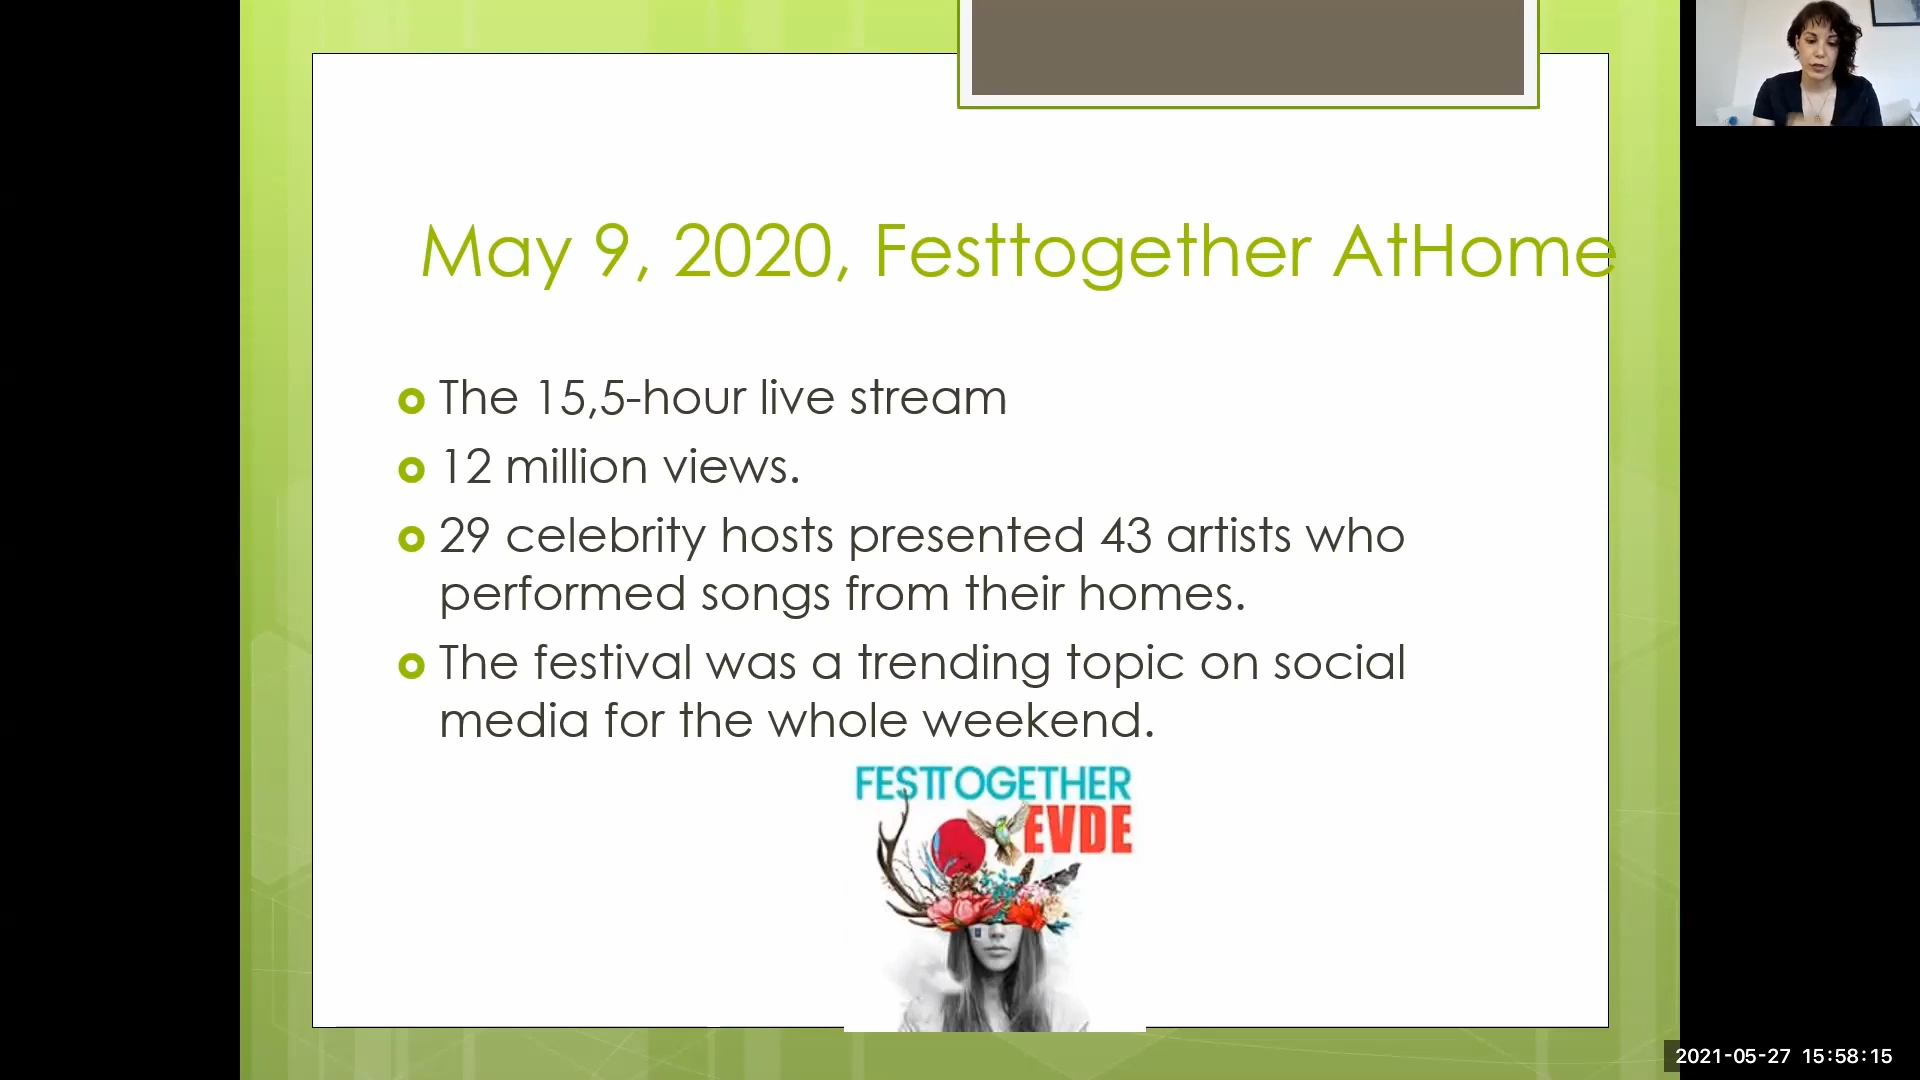 May 9, 2020, Festtogether AtHome
The 15,5-hour live stream
12 million views.
29 celebrity hosts presented 43 artists who
performed songs from their homes.
The festival was a trending topic on social
media for the whole weekend.
FESTTOGETHER
EVDE
2021-05-27 15:58:15